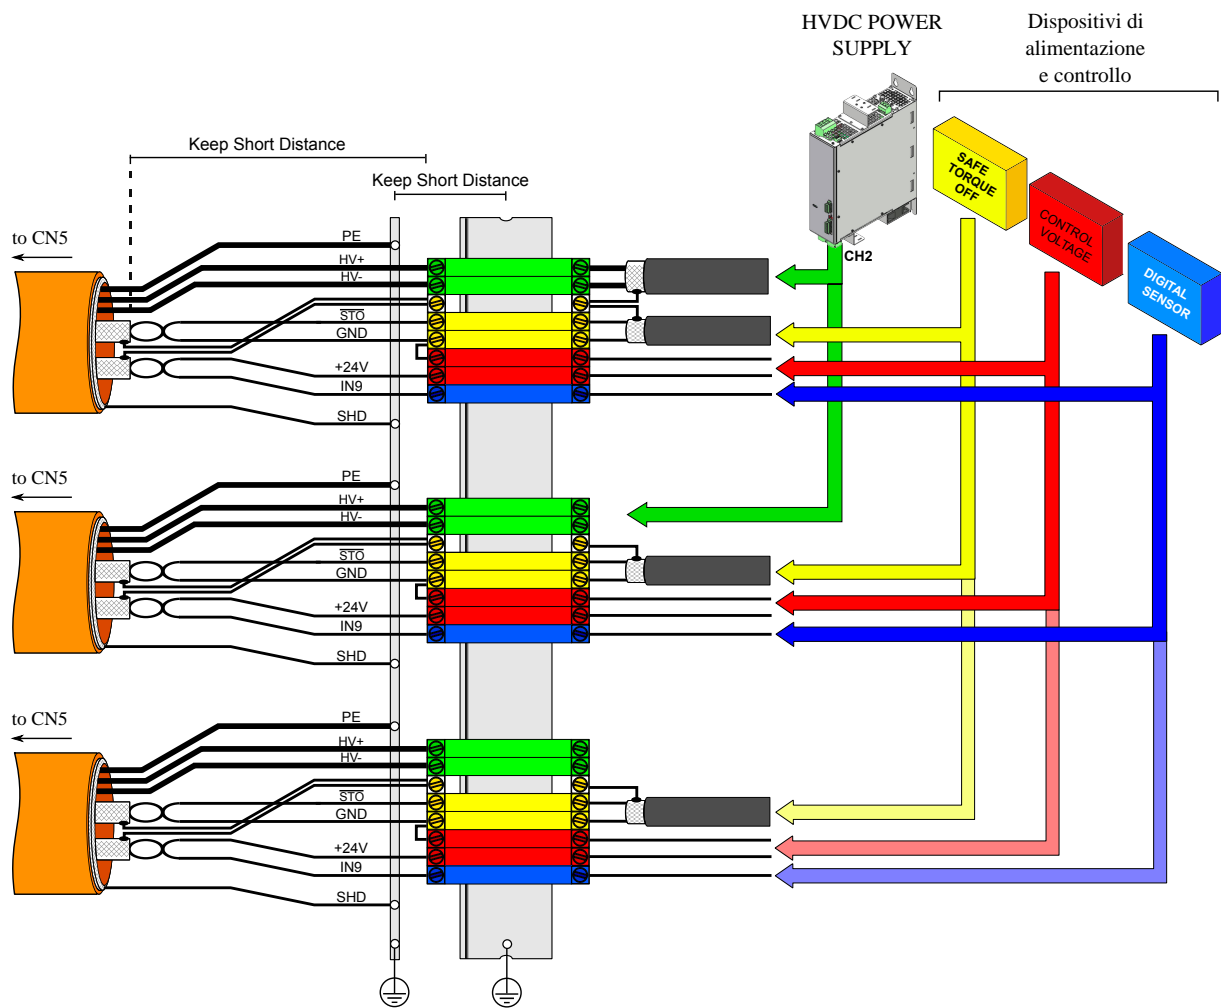 HVDC POWER
SUPPLY
Dispositivi di
alimentazione
e controllo
Keep Short Distance
Keep Short Distance
SAFE
TORQUE
OFF
CONTROL
VOLTAGE
DIGITAL
SENSOR
CH2
to CN5
PE
HV+
HV-
STO
GND
+24V
IN9
SHD
to CN5
PE
HV+
HV-
STO
GND
+24V
IN9
SHD
to CN5
PE
HV+
HV-
STO
GND
+24V
IN9
SHD